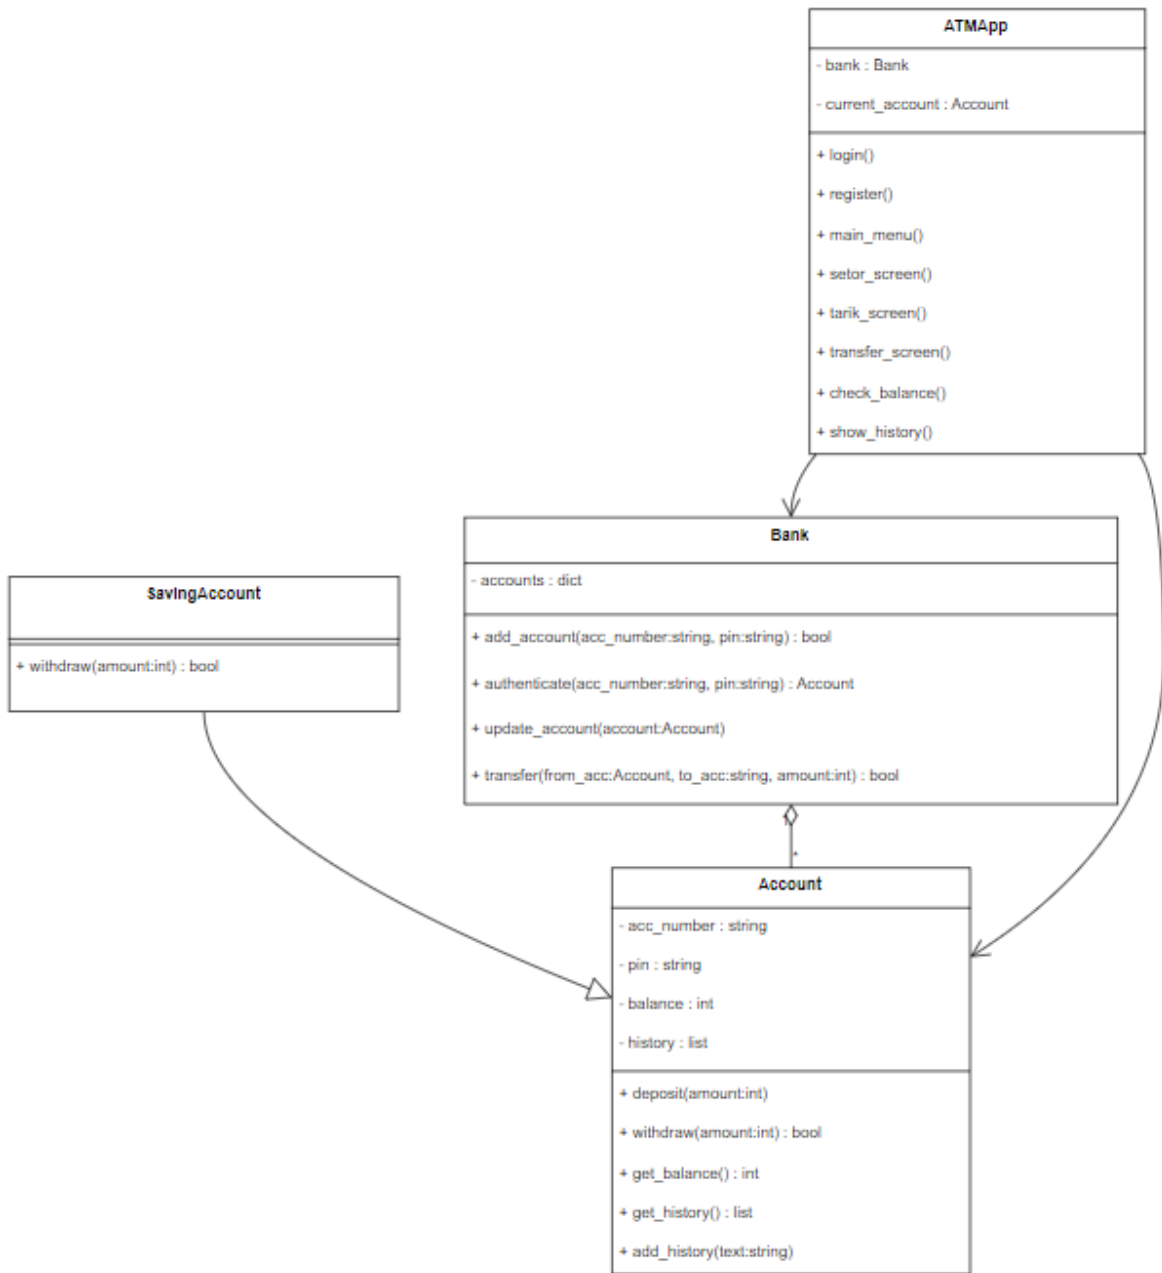 ATMApp
- bank : Bank
- current_account : Account
+ login()
+ register()
+ main_menu()
+ setor_screen()
+ tarik_screen()
+ transfer_screen()
+ check_balance()
+ show_history()
Bank
- accounts : dict
+ add_account(acc_number:string, pin:string) : bool
+ authenticate(acc_number:string, pin:string) : Account
+ update_account(account:Account)
+ transfer(from_acc:Account, to_acc:string, amount:int) : bool
SavingAccount
+ withdraw(amount:int) : bool
1
*
Account
- acc_number : string
- pin : string
- balance : int
- history : list
+ deposit(amount:int)
+ withdraw(amount:int) : bool
+ get_balance() : int
+ get_history() : list
+ add_history(text:string)